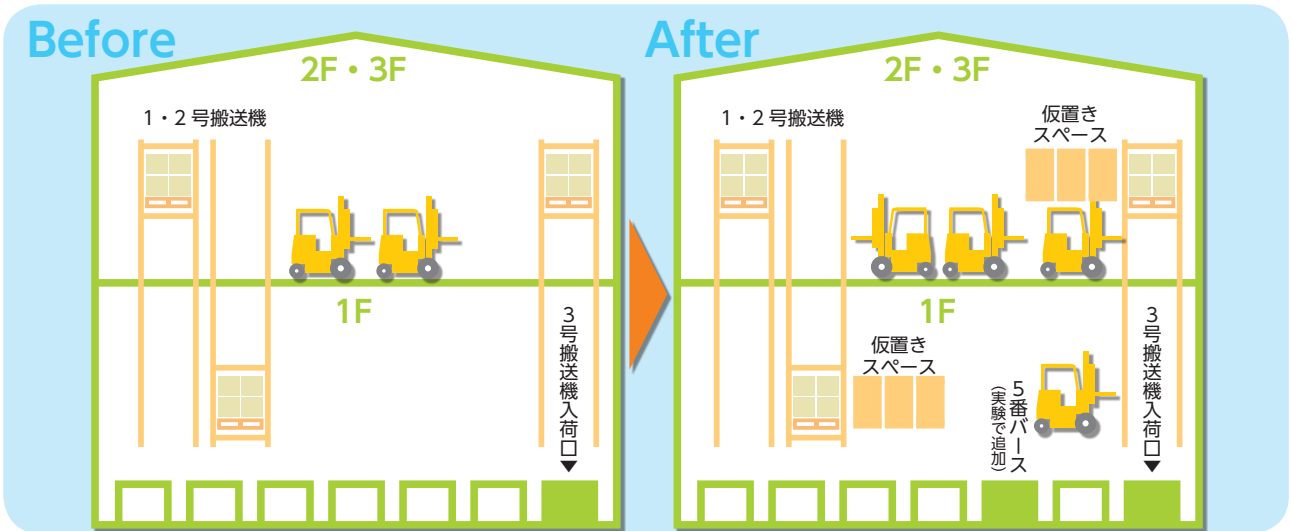 Before
2F・3F
1・2 号搬送機
1F
3号搬送機入荷口▼
After
2F・3F
1・2 号搬送機
仮置き
スペース
1F
仮置き
スペース
5番バース
（実験で追加）
3号搬送機入荷口▼